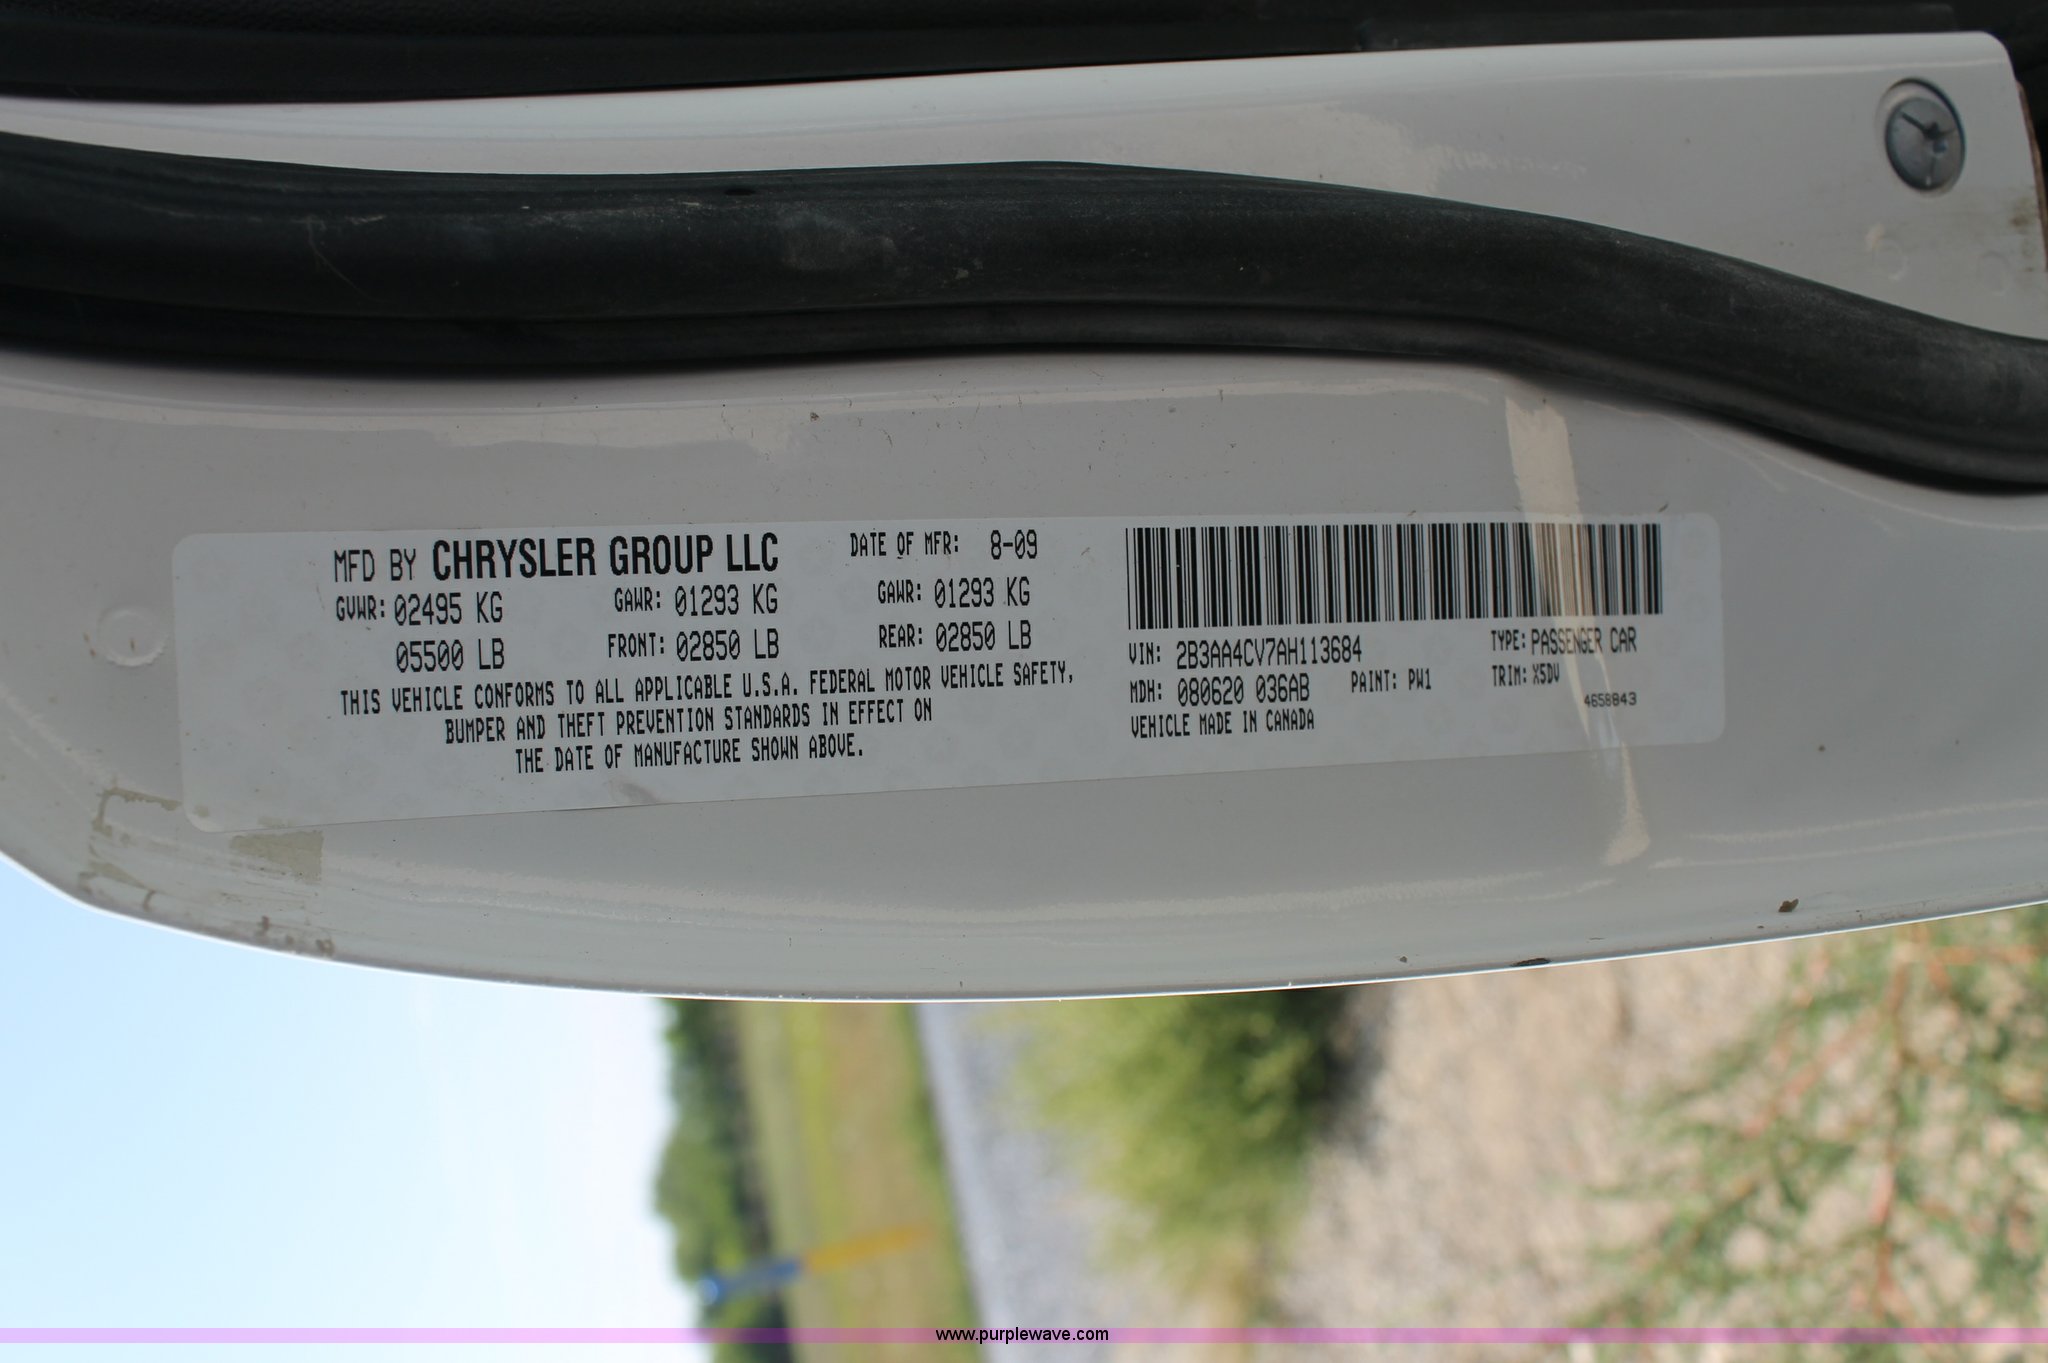 MFD BY CHRYSLER GROUP LLC DATE OF MFR: 8-09
GVWR: 02495 KG GAWR: 01293 KG GAWR: 01293 KG
05500 LB FRONT: 02850 LB REAR: 02850 LB
THIS VEHICLE CONFORMS TO ALL APPLICABLE U.S.A. FEDERAL MOTOR VEHICLE SAFETY,
BUMPER AND THEFT PREVENTION STANDARDS IN EFFECT ON
THE DATE OF MANUFACTURE SHOWN ABOVE.
VIN: 2B3AA4CV7AH113684 TYPE: PASSENGER CAR
MDH: 080620 036AB PAINT: PW1 TRIM: X5DV
VEHICLE MADE IN CANADA 4658843
www.purplewave.com